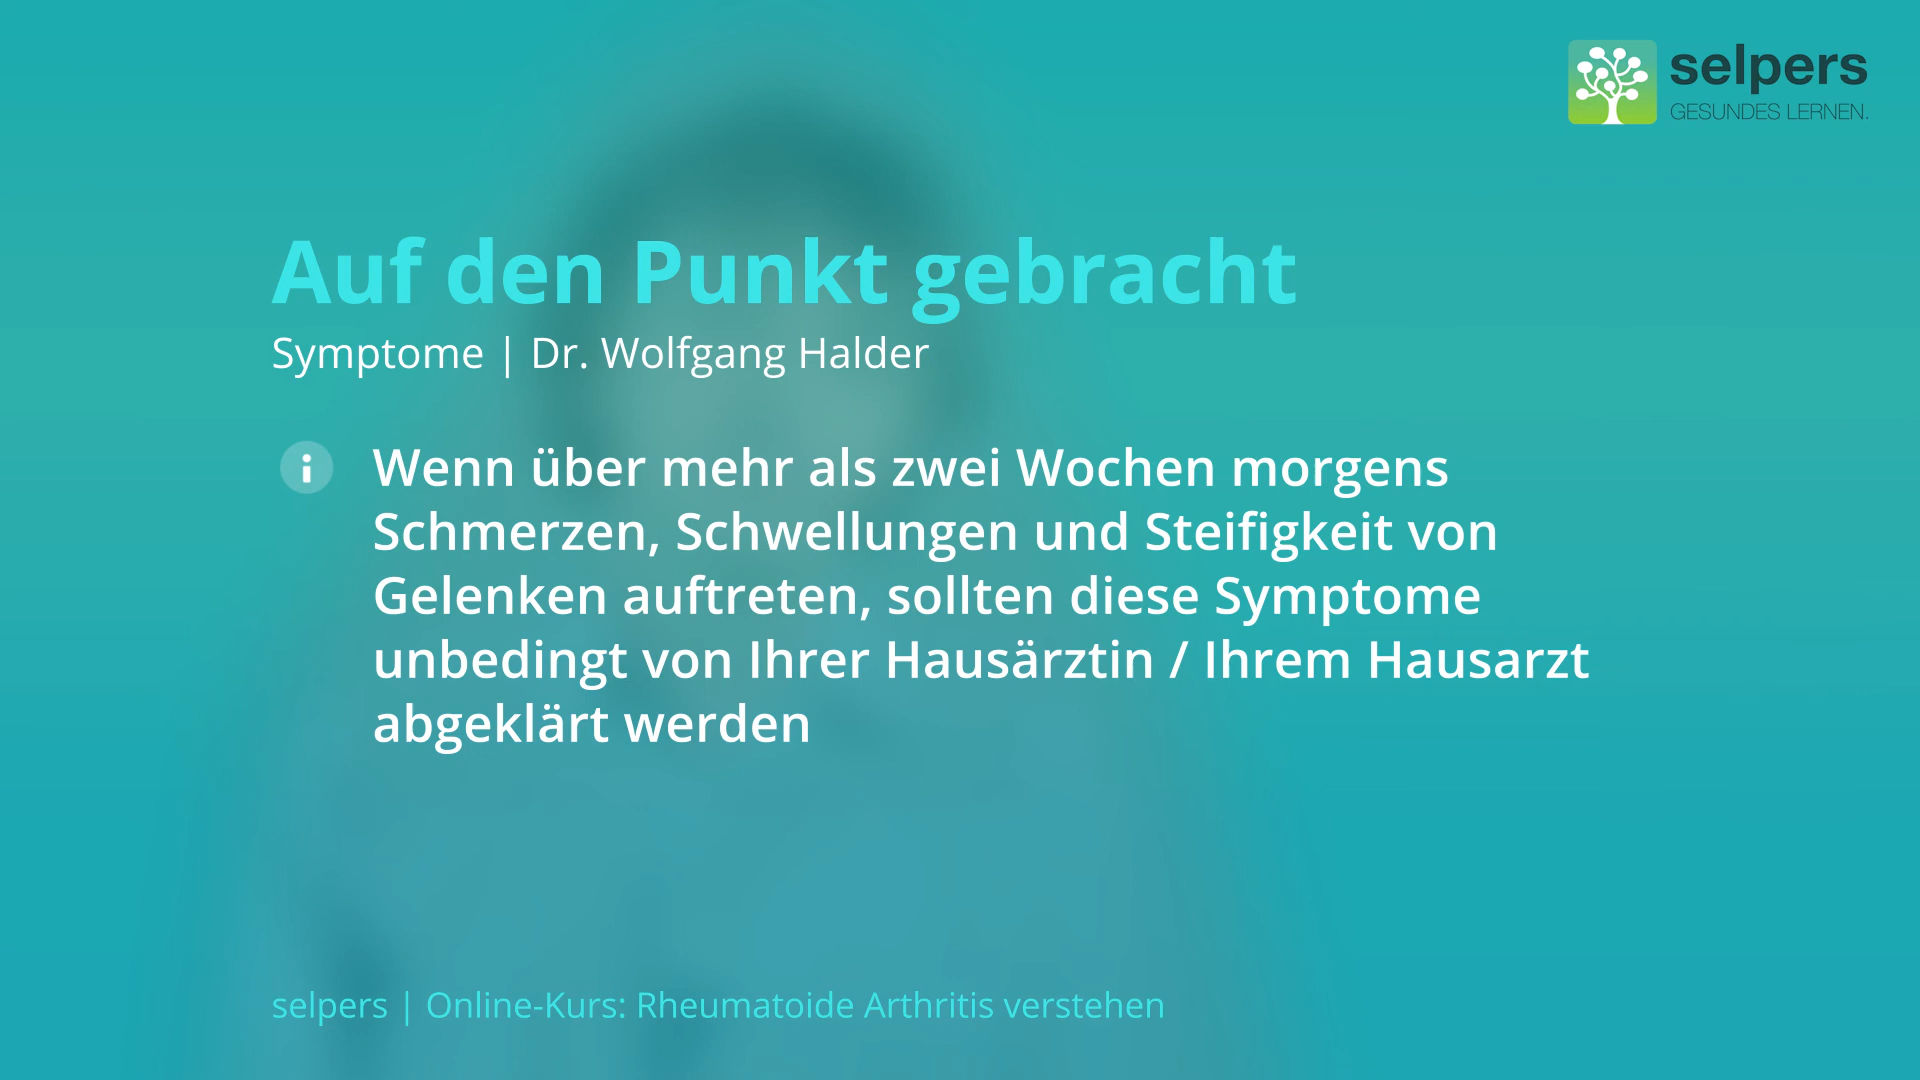 selpers
GESUNDES LERNEN.
Auf den Punkt gebracht
Symptome | Dr. Wolfgang Halder
Wenn über mehr als zwei Wochen morgens
Schmerzen, Schwellungen und Steifigkeit von
Gelenken auftreten, sollten diese Symptome
unbedingt von Ihrer Hausärztin / Ihrem Hausarzt
abgeklärt werden
selpers | Online-Kurs: Rheumatoide Arthritis verstehen